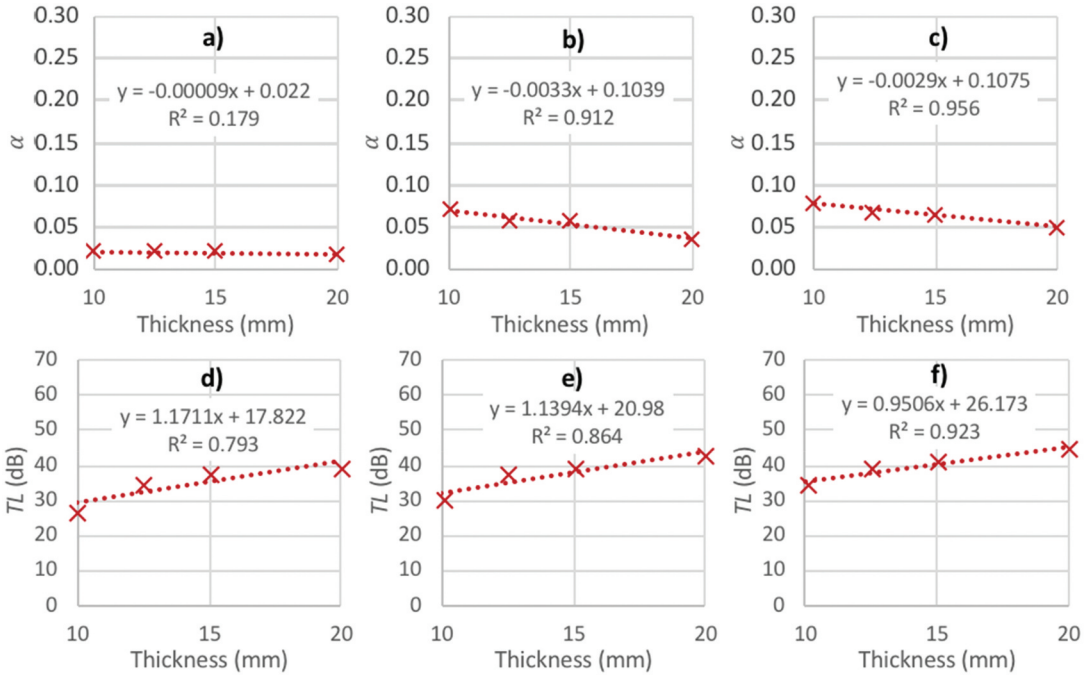 a)
y = -0.00009x + 0.022
R² = 0.179
0.30
0.25
0.20
0.15
0.10
0.05
0.00
α
10
15
20
Thickness (mm)
b)
y = -0.0033x + 0.1039
R² = 0.912
0.30
0.25
0.20
0.15
0.10
0.05
0.00
α
10
15
20
Thickness (mm)
c)
y = -0.0029x + 0.1075
R² = 0.956
0.30
0.25
0.20
0.15
0.10
0.05
0.00
α
10
15
20
Thickness (mm)
d)
y = 1.1711x + 17.822
R² = 0.793
70
60
50
40
30
20
10
0
TL (dB)
10
15
20
Thickness (mm)
e)
y = 1.1394x + 20.98
R² = 0.864
70
60
50
40
30
20
10
0
TL (dB)
10
15
20
Thickness (mm)
f)
y = 0.9506x + 26.173
R² = 0.923
70
60
50
40
30
20
10
0
TL (dB)
10
15
20
Thickness (mm)